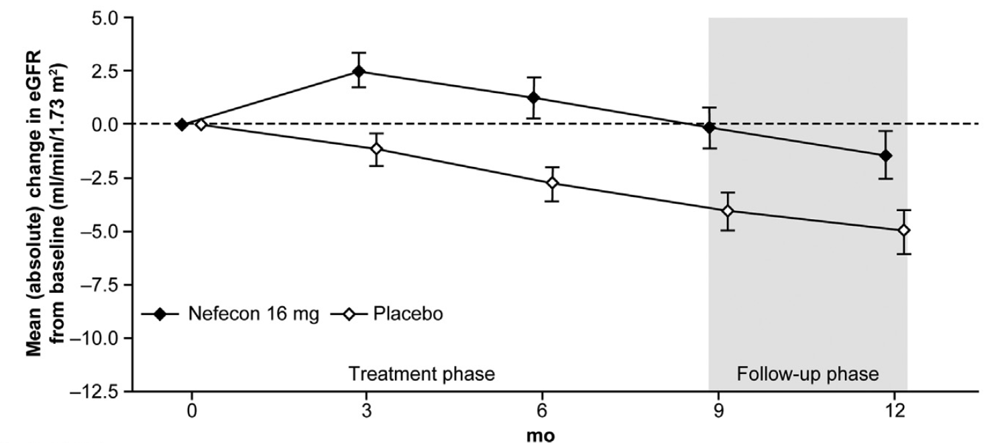 Mean (absolute) change in eGFR
from baseline (ml/min/1.73 m²)
5.0
2.5
0.0
–2.5
–5.0
–7.5
–10.0
–12.5
Nefecon 16 mg
Placebo
Treatment phase
Follow-up phase
0
3
6
9
12
mo